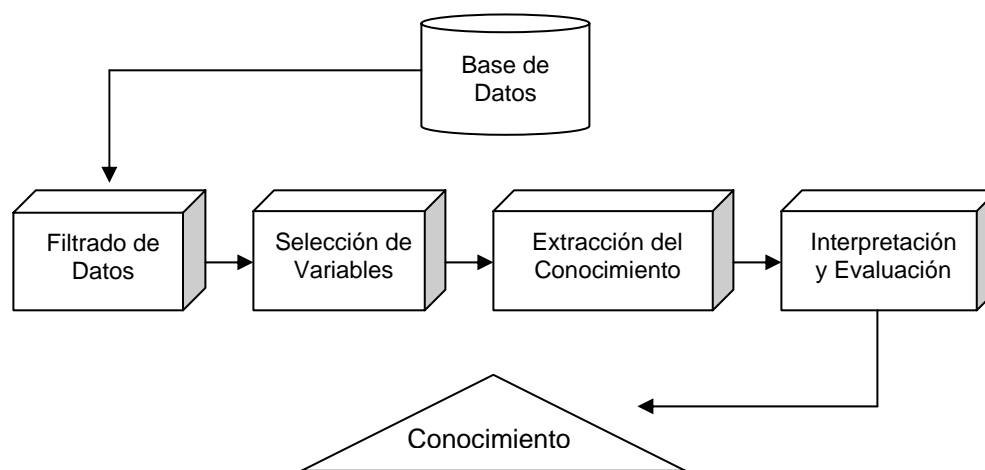 Base de
Datos
Filtrado de
Datos
Selección de
Variables
Extracción del
Conocimiento
Interpretación
y Evaluación
Conocimiento